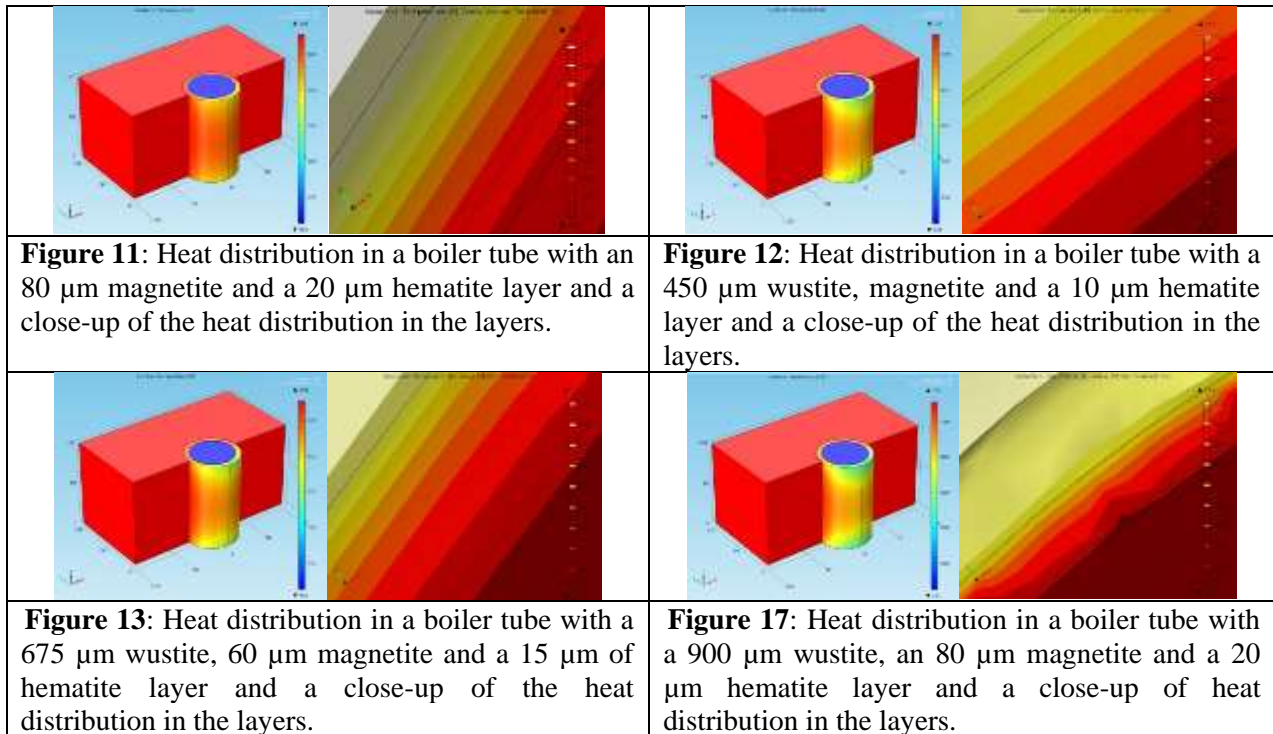 Figure 11: Heat distribution in a boiler tube with an
80 µm magnetite and a 20 µm hematite layer and a
close-up of the heat distribution in the layers.
Figure 12: Heat distribution in a boiler tube with a
450 µm wustite, magnetite and a 10 µm hematite
layer and a close-up of the heat distribution in the
layers.
Figure 13: Heat distribution in a boiler tube with a
675 µm wustite, 60 µm magnetite and a 15 µm of
hematite layer and a close-up of the heat
distribution in the layers.
Figure 17: Heat distribution in a boiler tube with
a 900 µm wustite, an 80 µm magnetite and a 20
µm hematite layer and a close-up of heat
distribution in the layers.